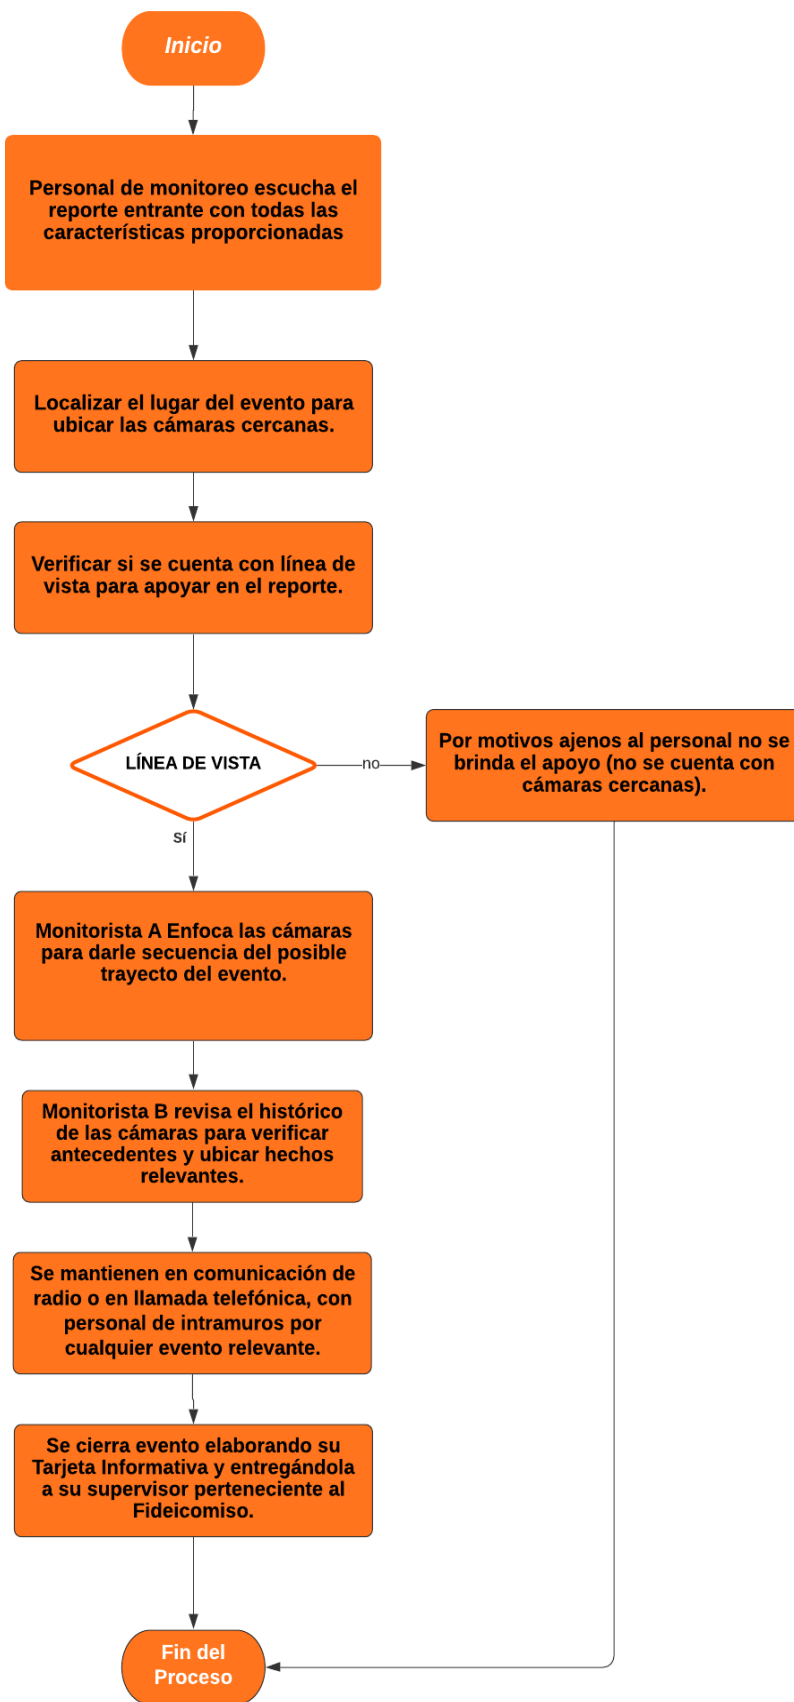 Inicio
Personal de monitoreo escucha el
reporte entrante con todas las
características proporcionadas
Localizar el lugar del evento para
ubicar las cámaras cercanas.
Verificar si se cuenta con línea de
vista para apoyar en el reporte.
LÍNEA DE VISTA
no
Por motivos ajenos al personal no se
brinda el apoyo (no se cuenta con
cámaras cercanas).
Sí
Monitorista A Enfoca las cámaras
para darle secuencia del posible
trayecto del evento.
Monitorista B revisa el histórico
de las cámaras para verificar
antecedentes y ubicar hechos
relevantes.
Se mantienen en comunicación de
radio o en llamada telefónica, con
personal de intramuros por
cualquier evento relevante.
Se cierra evento elaborando su
Tarjeta Informativa y entregándola
a su supervisor perteneciente al
Fideicomiso.
Fin del
Proceso